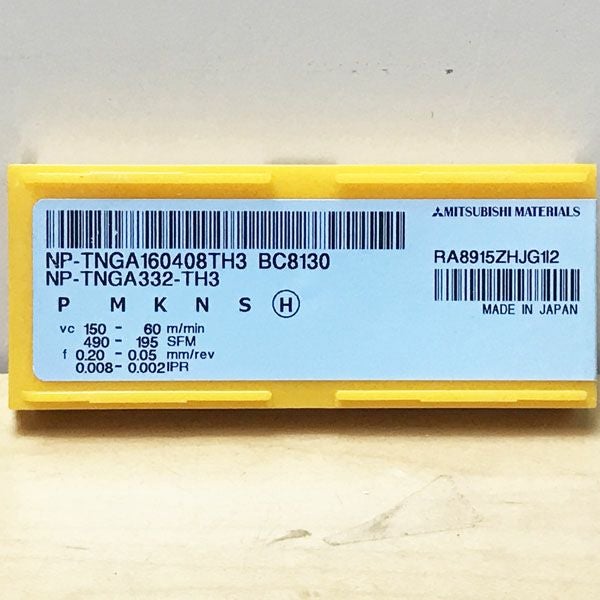 MITSUBISHI MATERIALS
NP-TNGA160408TH3 BC8130
NP-TNGA332-TH3
RA8915ZHJG1I2
MADE IN JAPAN
P M K N S H
vc 150 - 60 m/min
490 - 195 SFM
f 0.20 - 0.05 mm/rev
0.008 - 0.002 IPR